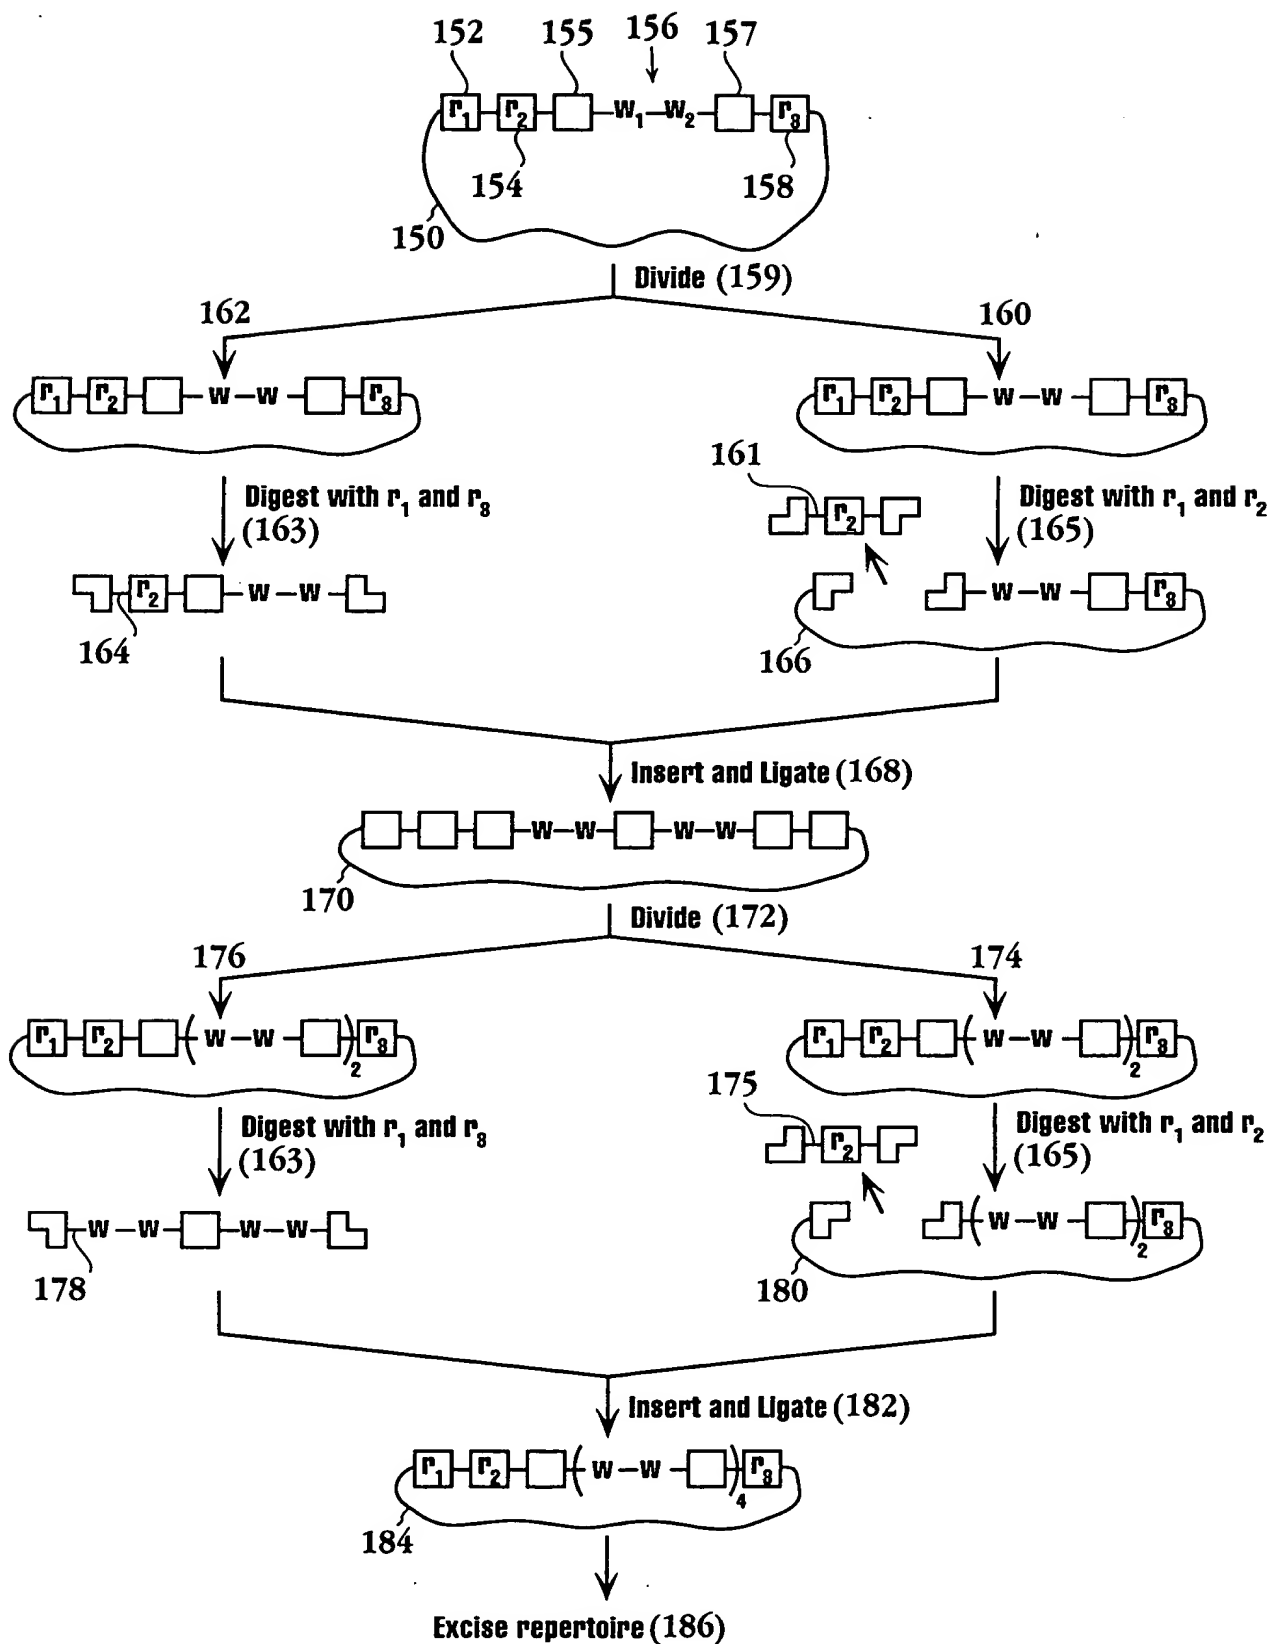 152 155 156 157
r1 r2 w1 w2 r8
154 158
150
Divide (159)
162 160
r1 r2 w w r8 r1 r2 w w r8
161
Digest with r1 and r8 Digest with r1 and r2
(163) r2 (165)
r2 w w w w r8
164 166
Insert and Ligate (168)
w w w w
170
Divide (172)
176 174
r1 r2 ( w w )2 r8 r1 r2 ( w w )2 r8
175
Digest with r1 and r8 Digest with r1 and r2
(163) r2 (165)
w w w w ( w w )2 r8
178 180
Insert and Ligate (182)
r1 r2 ( w w )4 r8
184
Excise repertoire (186)